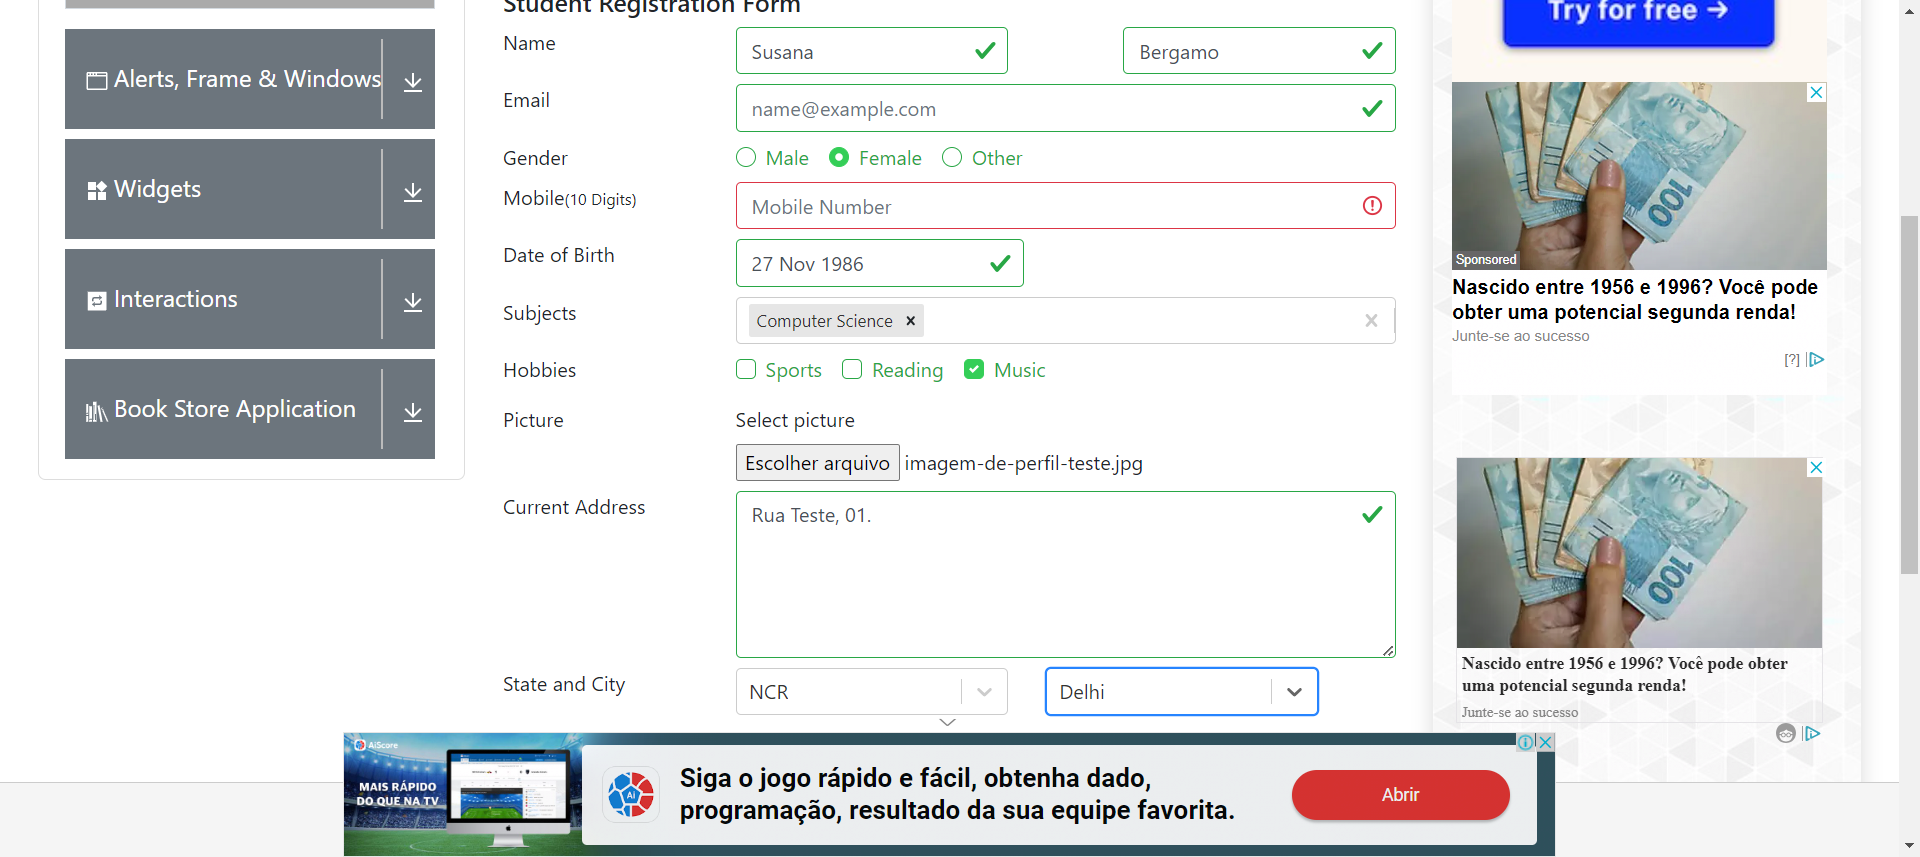 Student Registration Form
Alerts, Frame & Windows
Widgets
Interactions
Book Store Application
Name
Susana
Bergamo
Email
name@example.com
Gender
Male
Female
Other
Mobile(10 Digits)
Mobile Number
Date of Birth
27 Nov 1986
Subjects
Computer Science
Hobbies
Sports
Reading
Music
Picture
Select picture
Escolher arquivo imagem-de-perfil-teste.jpg
Current Address
Rua Teste, 01.
State and City
NCR
Delhi
Try for free →
100
Sponsored
Nascido entre 1956 e 1996? Você pode
obter uma potencial segunda renda!
Junte-se ao sucesso
[?]
100
Nascido entre 1956 e 1996? Você pode obter
uma potencial segunda renda!
Junte-se ao sucesso
AiScore
MAIS RÁPIDO
DO QUE NA TV
Ai
Siga o jogo rápido e fácil, obtenha dado,
programação, resultado da sua equipe favorita.
Abrir